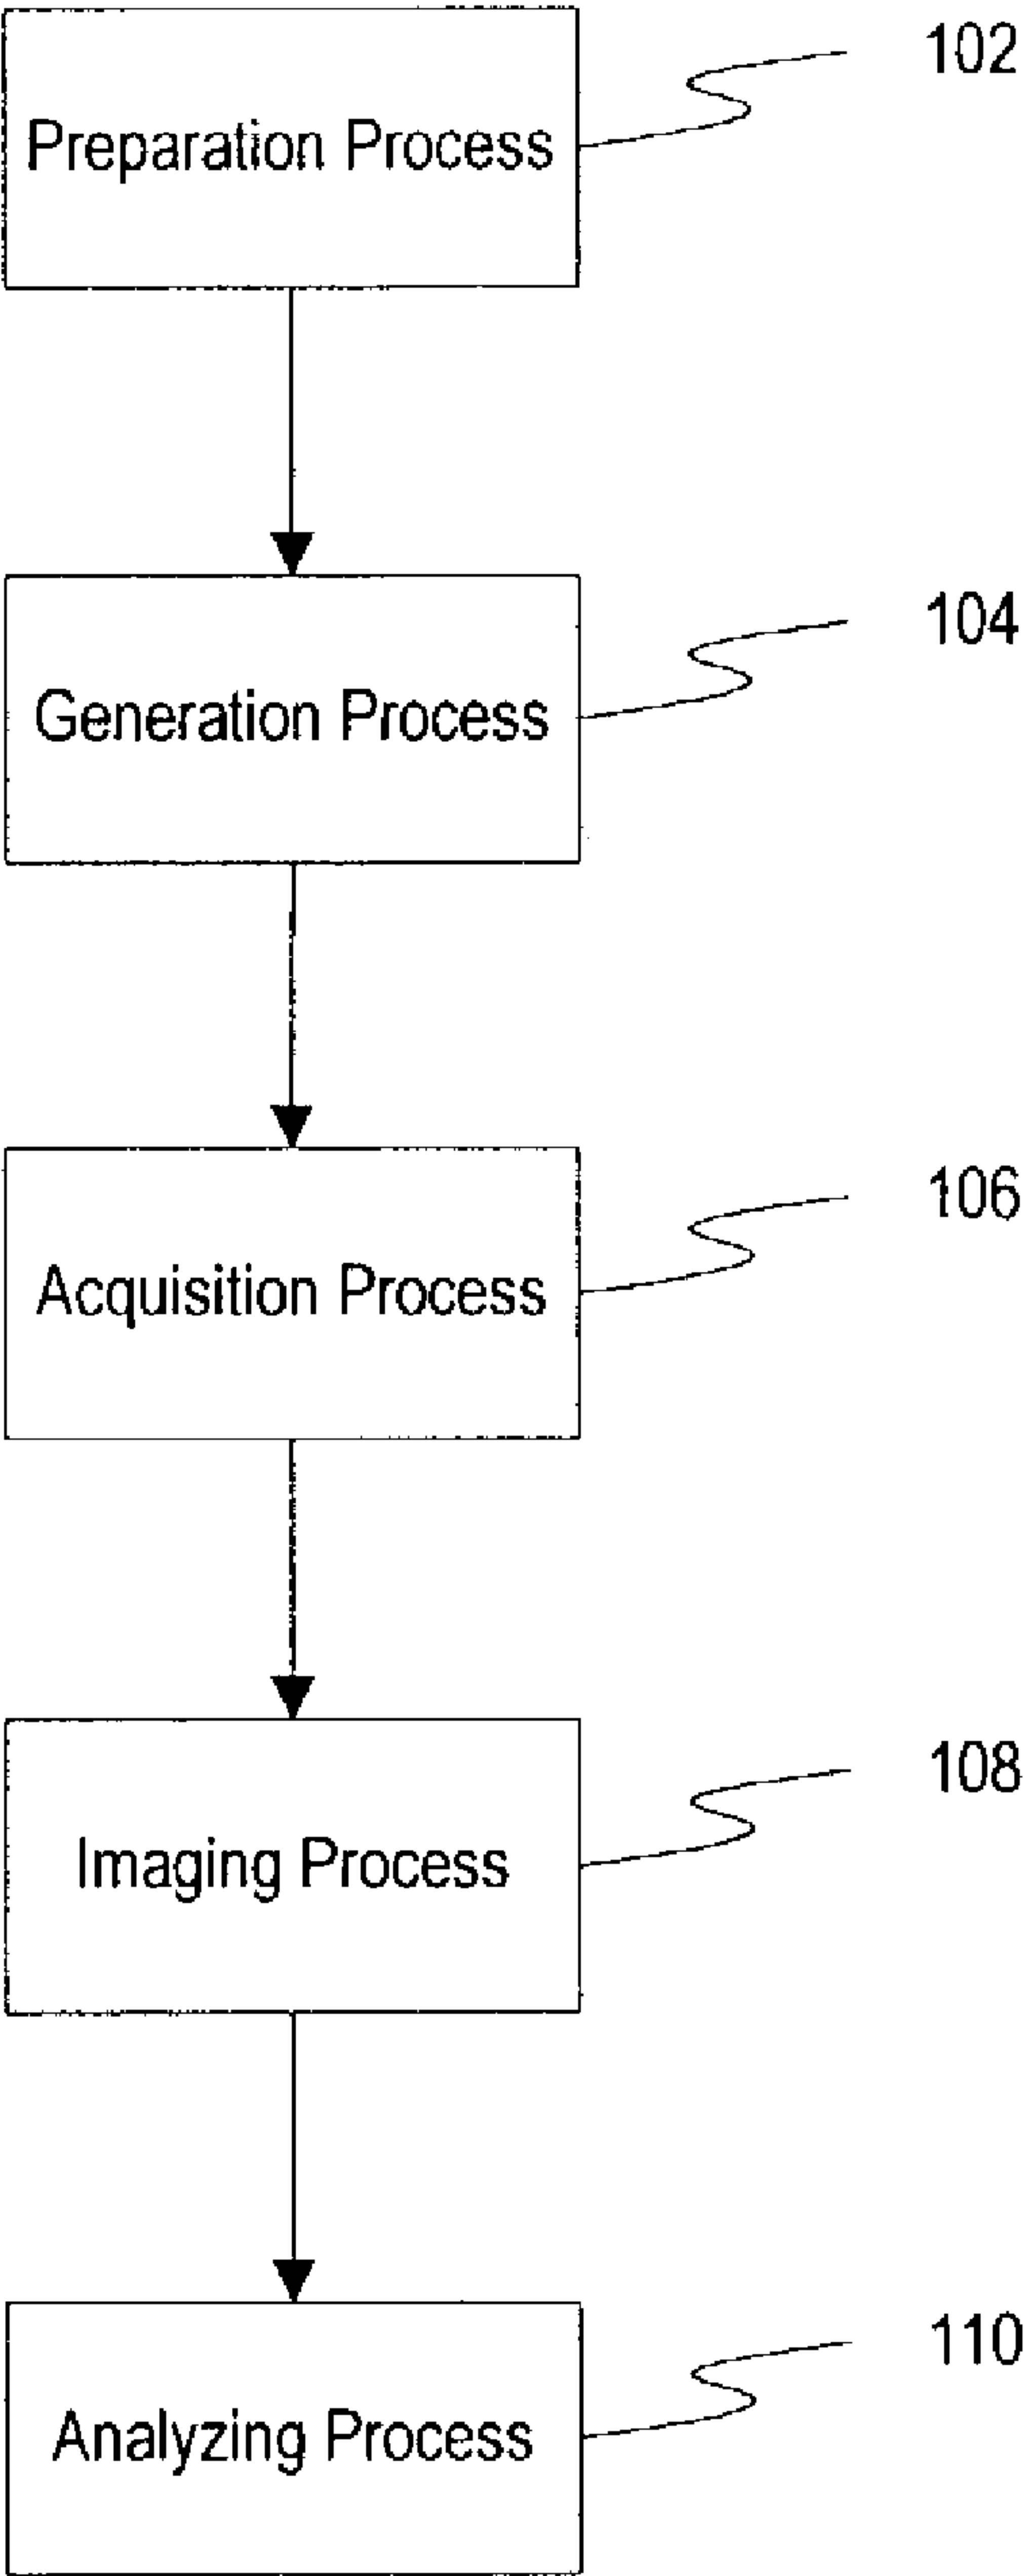 102
Preparation Process
104
Generation Process
106
Acquisition Process
108
Imaging Process
110
Analyzing Process